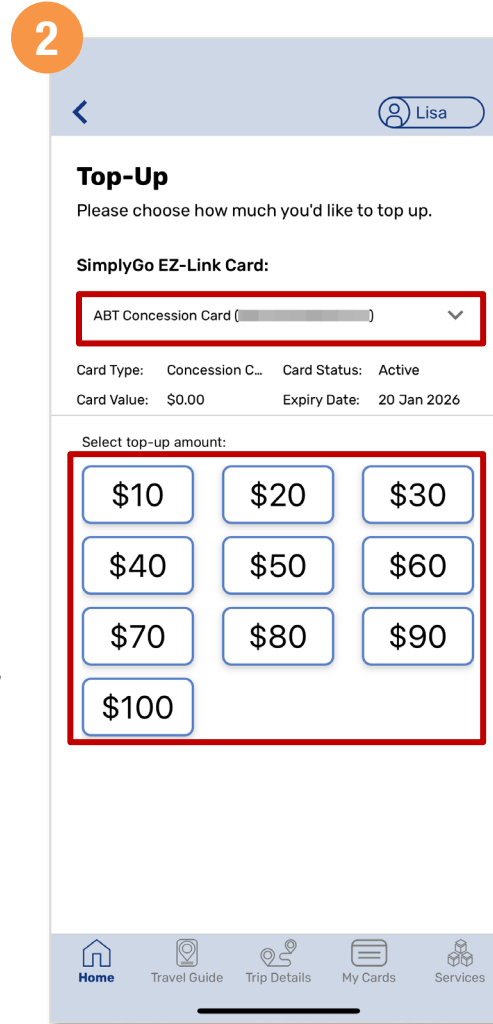 2
Lisa
Top-Up
Please choose how much you'd like to top up.
SimplyGo EZ-Link Card:
ABT Concession Card ( )
Card Type: Concession C... Card Status: Active
Card Value: $0.00 Expiry Date: 20 Jan 2026
Select top-up amount:
$10 $20 $30
$40 $50 $60
$70 $80 $90
$100
Home Travel Guide Trip Details My Cards Services